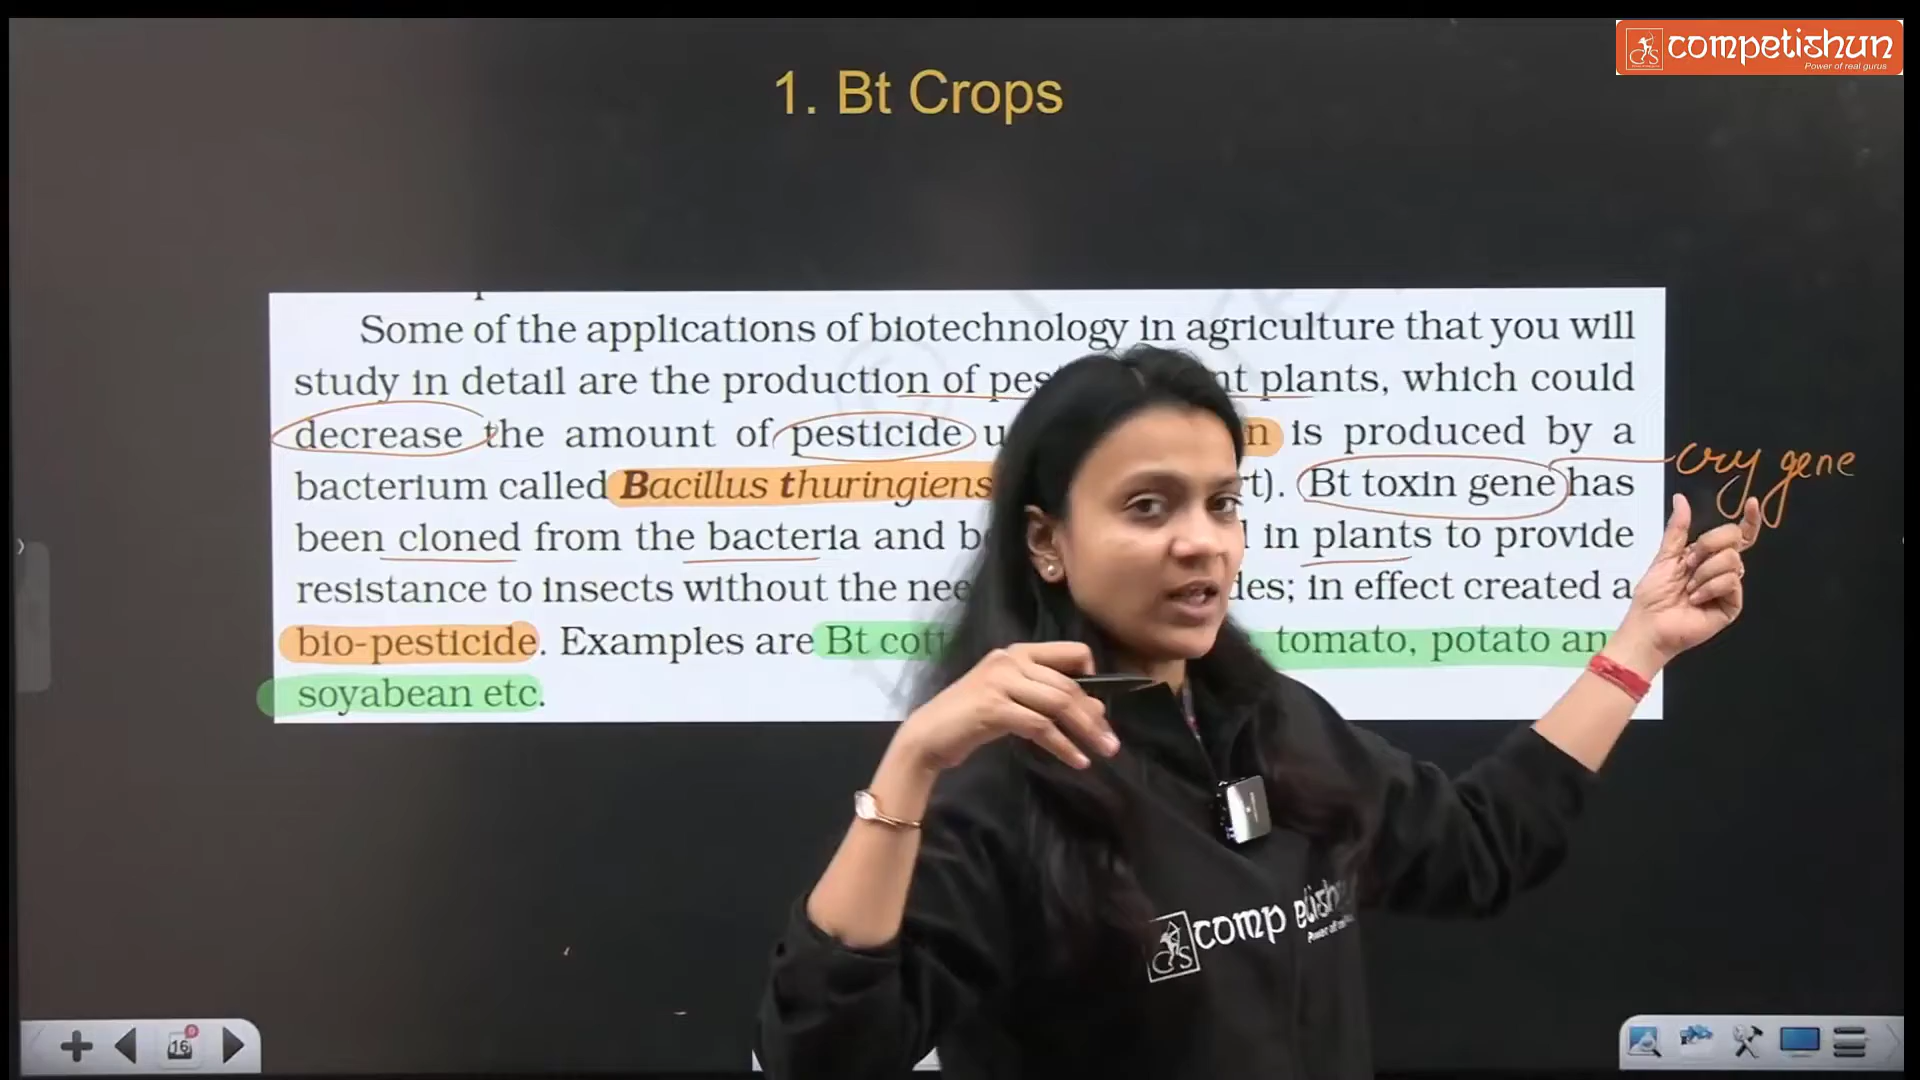 competishun
Power of real gurus
1. Bt Crops
Some of the applications of biotechnology in agriculture that you will
study in detail are the production of pes nt plants, which could
decrease the amount of pesticide u n is produced by a
bacterium called Bacillus thuringiens rt). Bt toxin gene has
cry gene
been cloned from the bacteria and b d in plants to provide
resistance to insects without the nee des; in effect created a
bio-pesticide. Examples are Bt cott , tomato, potato an
soyabean etc.
competishun
16